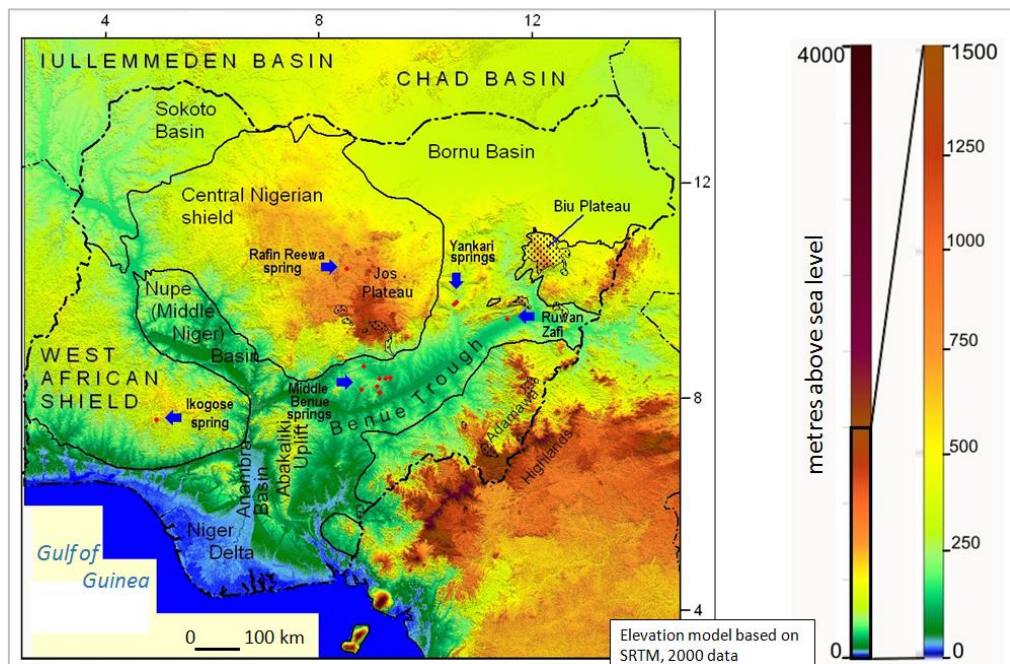 4 8 12
IULLEMMEDEN BASIN
CHAD BASIN
Sokoto
Basin
Bornu Basin
12
Central Nigerian
shield
Biu Plateau
Rafin Reewa
spring
Jos
Plateau
Yankari
springs
Nupe
(Middle
Niger)
Basin
Ruwan
Zafi
WEST
AFRICAN
SHIELD
Ikogose
spring
Middle
Benue
springs
Benue Trough
8
Adamawa
Highlands
Anambra
Basin
Abakaliki
Uplift
Niger
Delta
Gulf of
Guinea
4
0 100 km
Elevation model based on
SRTM, 2000 data
metres above sea level
4000
0
1500
1250
1000
750
500
250
0